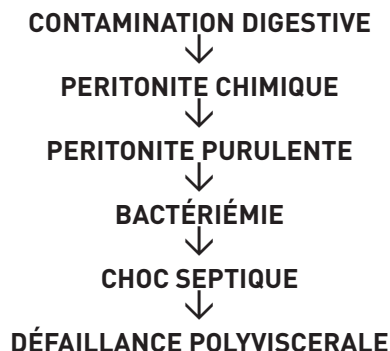 CONTAMINATION DIGESTIVE
PERITONITE CHIMIQUE
PERITONITE PURULENTE
BACTÉRIÉMIE
CHOC SEPTIQUE
DÉFAILLANCE POLYVISCERALE